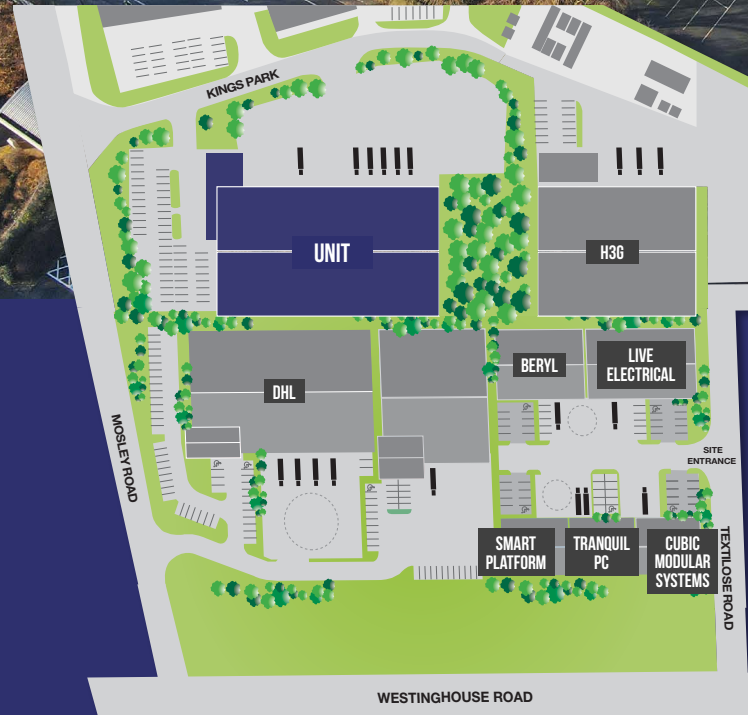 KINGS PARK
UNIT
H3G
BERYL
LIVE
ELECTRICAL
DHL
MOSLEY ROAD
SITE
ENTRANCE
SMART
PLATFORM
TRANQUIL
PC
CUBIC
MODULAR
SYSTEMS
TEXTILOSE ROAD
WESTINGHOUSE ROAD